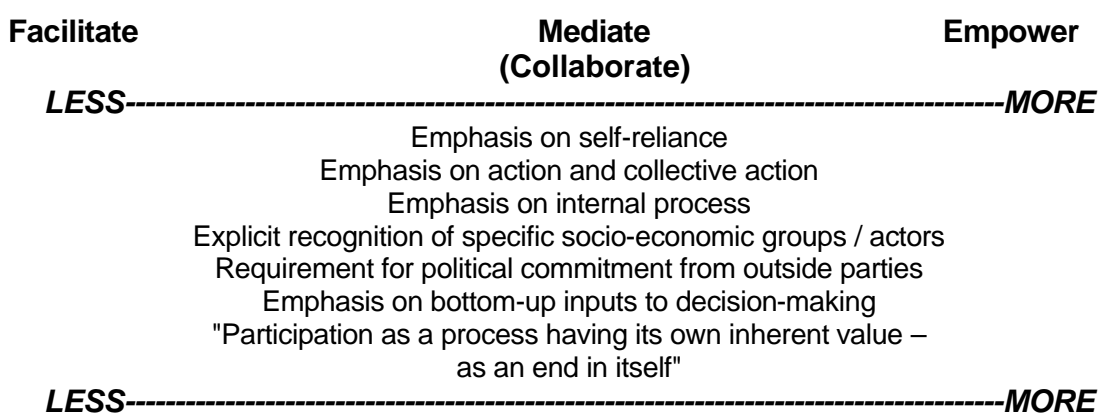 Facilitate Mediate Empower
(Collaborate)
LESS----------------------------------------------------------------------------------------MORE
Emphasis on self-reliance
Emphasis on action and collective action
Emphasis on internal process
Explicit recognition of specific socio-economic groups / actors
Requirement for political commitment from outside parties
Emphasis on bottom-up inputs to decision-making
"Participation as a process having its own inherent value –
as an end in itself"
LESS----------------------------------------------------------------------------------------MORE